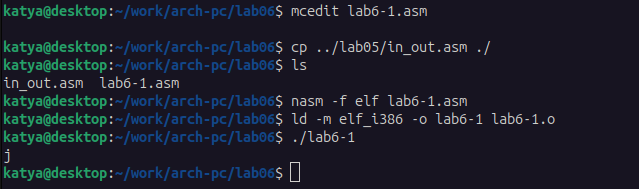 katya@desktop:~/work/arch-pc/lab06$ mcedit lab6-1.asm
katya@desktop:~/work/arch-pc/lab06$ cp ../lab05/in_out.asm ./
katya@desktop:~/work/arch-pc/lab06$ ls
in_out.asm  lab6-1.asm
katya@desktop:~/work/arch-pc/lab06$ nasm -f elf lab6-1.asm
katya@desktop:~/work/arch-pc/lab06$ ld -m elf_i386 -o lab6-1 lab6-1.o
katya@desktop:~/work/arch-pc/lab06$ ./lab6-1
j
katya@desktop:~/work/arch-pc/lab06$